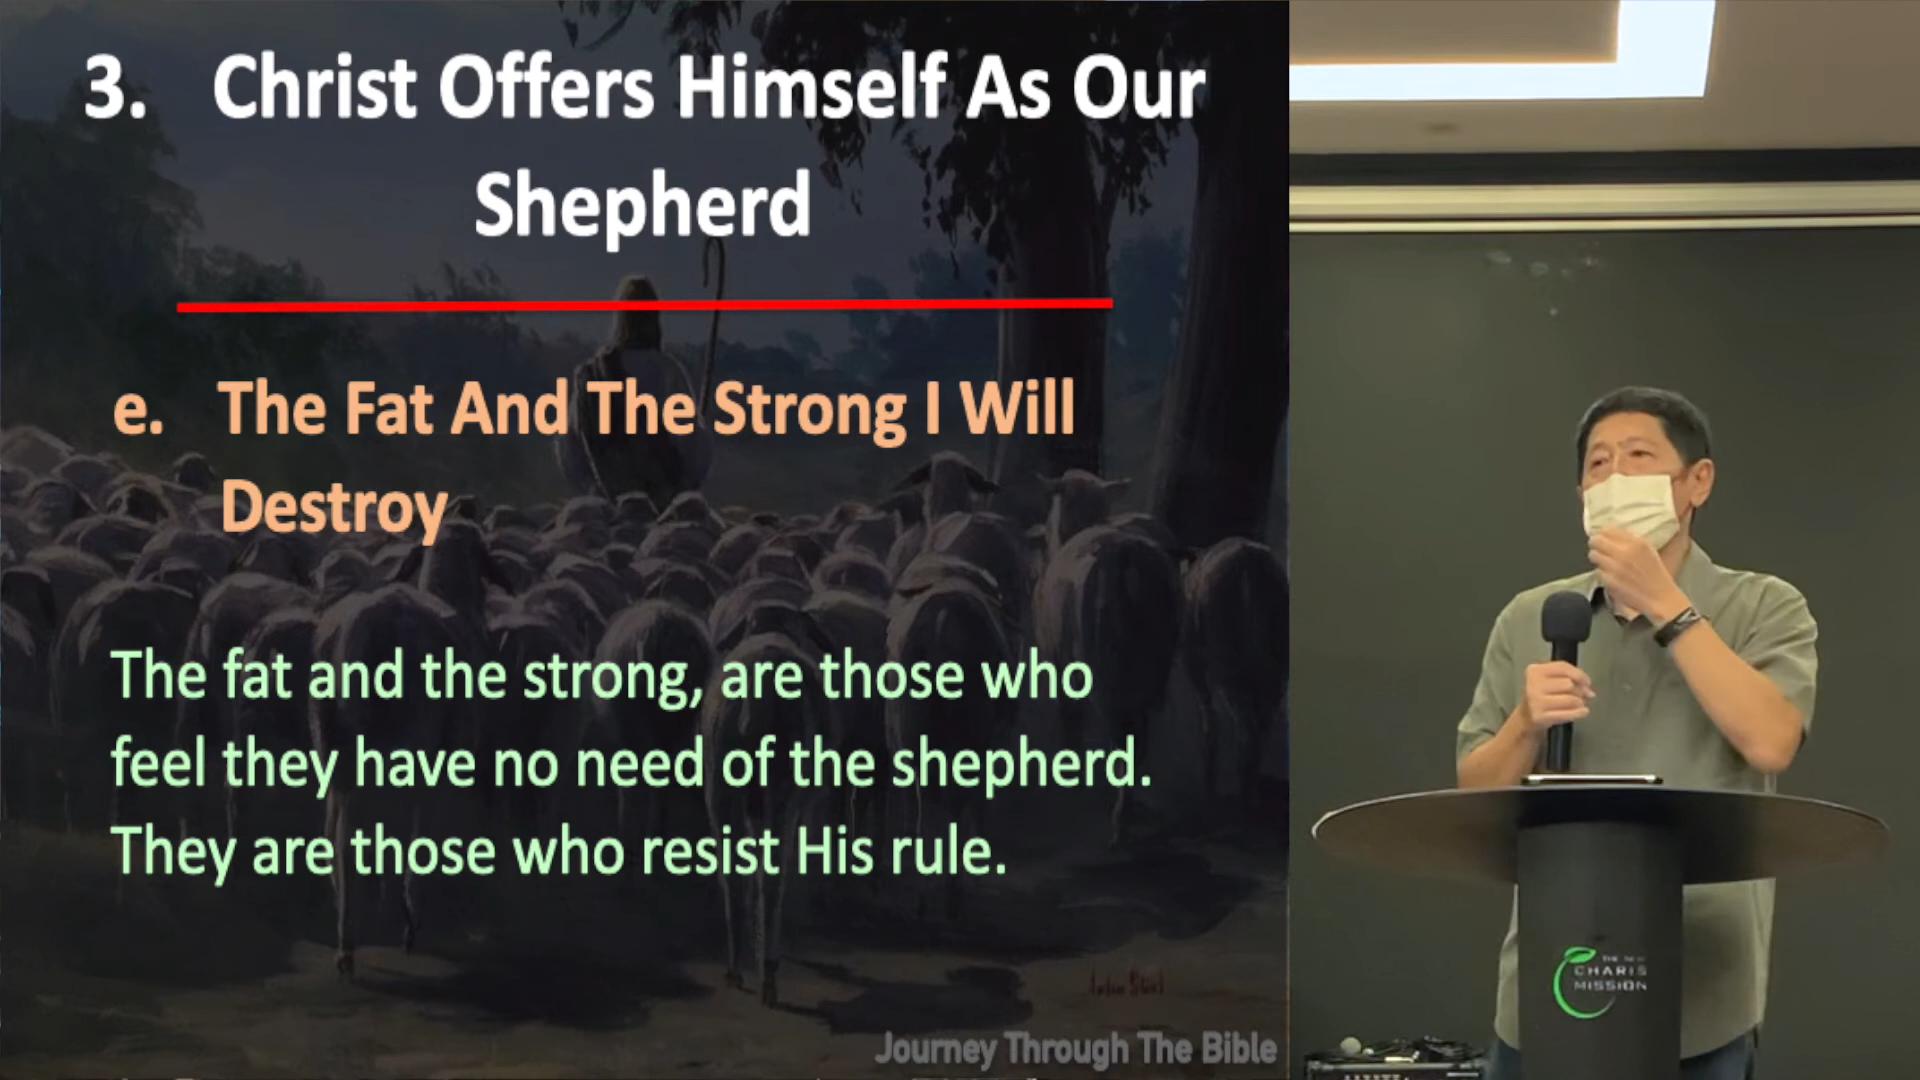 3. Christ Offers Himself As Our
Shepherd
e. The Fat And The Strong I Will
Destroy
The fat and the strong, are those who
feel they have no need of the shepherd.
They are those who resist His rule.
Journey Through The Bible
THE NEW
CHARIS
MISSION